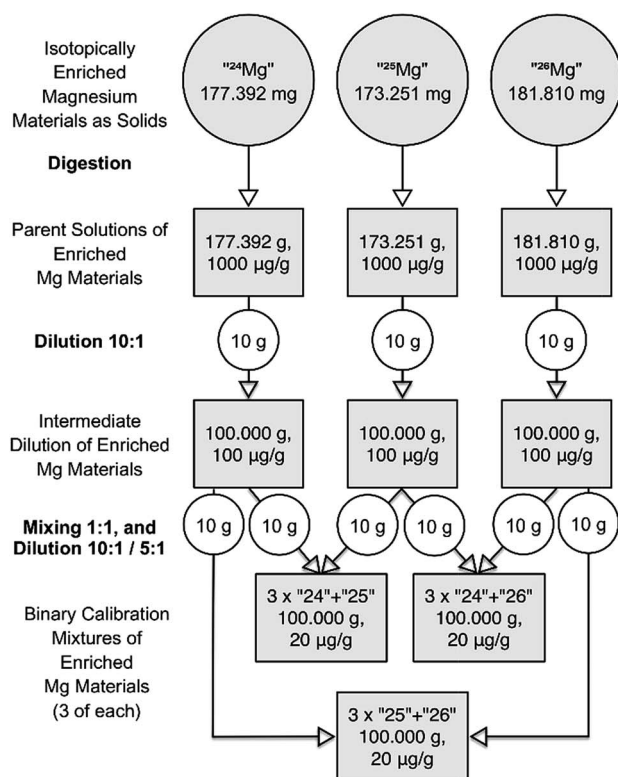 Isotopically
Enriched
Magnesium
Materials as Solids
"²⁴Mg"
177.392 mg
"²⁵Mg"
173.251 mg
"²⁶Mg"
181.810 mg
Digestion
Parent Solutions of
Enriched
Mg Materials
177.392 g,
1000 µg/g
173.251 g,
1000 µg/g
181.810 g,
1000 µg/g
Dilution 10:1
10 g
10 g
10 g
Intermediate
Dilution of Enriched
Mg Materials
100.000 g,
100 µg/g
100.000 g,
100 µg/g
100.000 g,
100 µg/g
Mixing 1:1, and
Dilution 10:1 / 5:1
10 g
10 g
10 g
10 g
10 g
10 g
Binary Calibration
Mixtures of
Enriched
Mg Materials
(3 of each)
3 x "24"+"25"
100.000 g,
20 µg/g
3 x "24"+"26"
100.000 g,
20 µg/g
3 x "25"+"26"
100.000 g,
20 µg/g